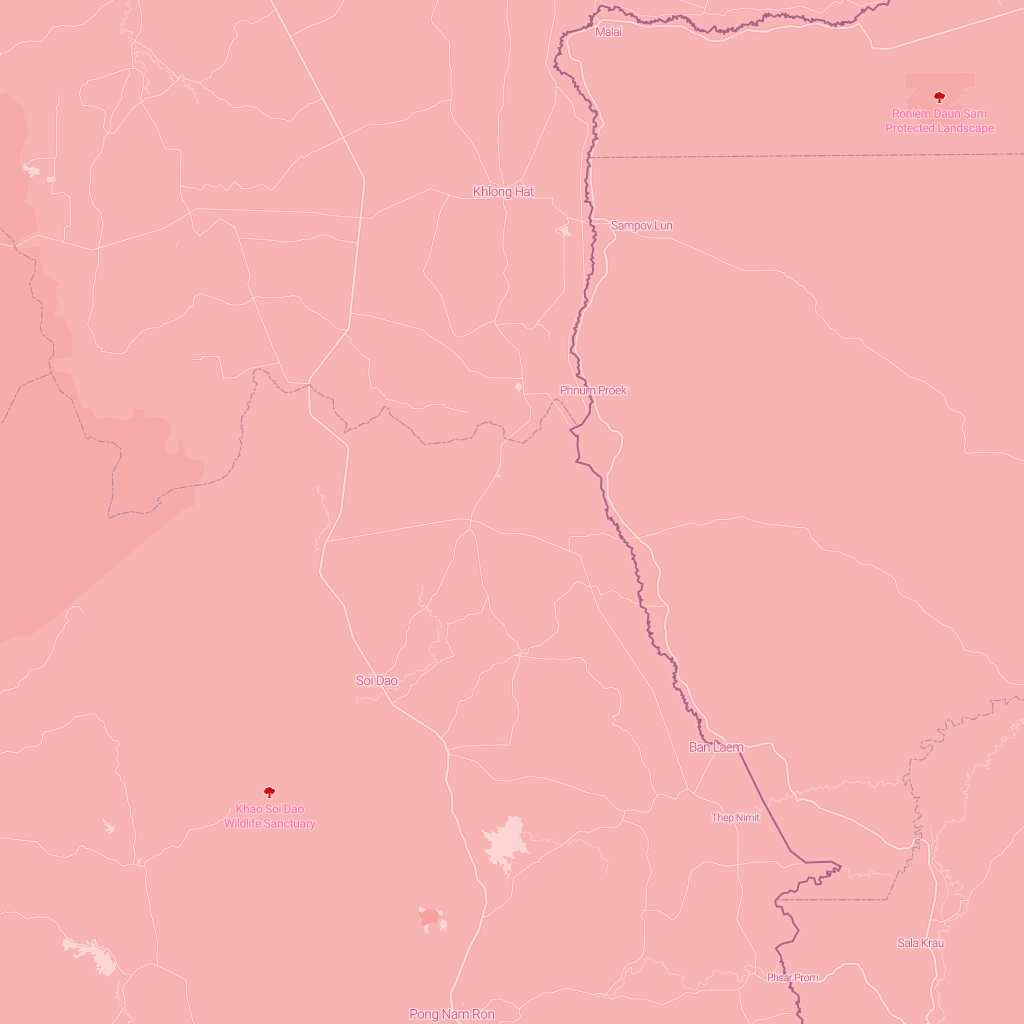 Malai
Roniem Daun Sam
Protected Landscape
Khlong Hat
Sampov Lun
Phnum Proek
Soi Dao
Ban Laem
Khao Soi Dao
Wildlife Sanctuary
Thep Nimit
Sala Krau
Phsar Prom
Pong Nam Ron